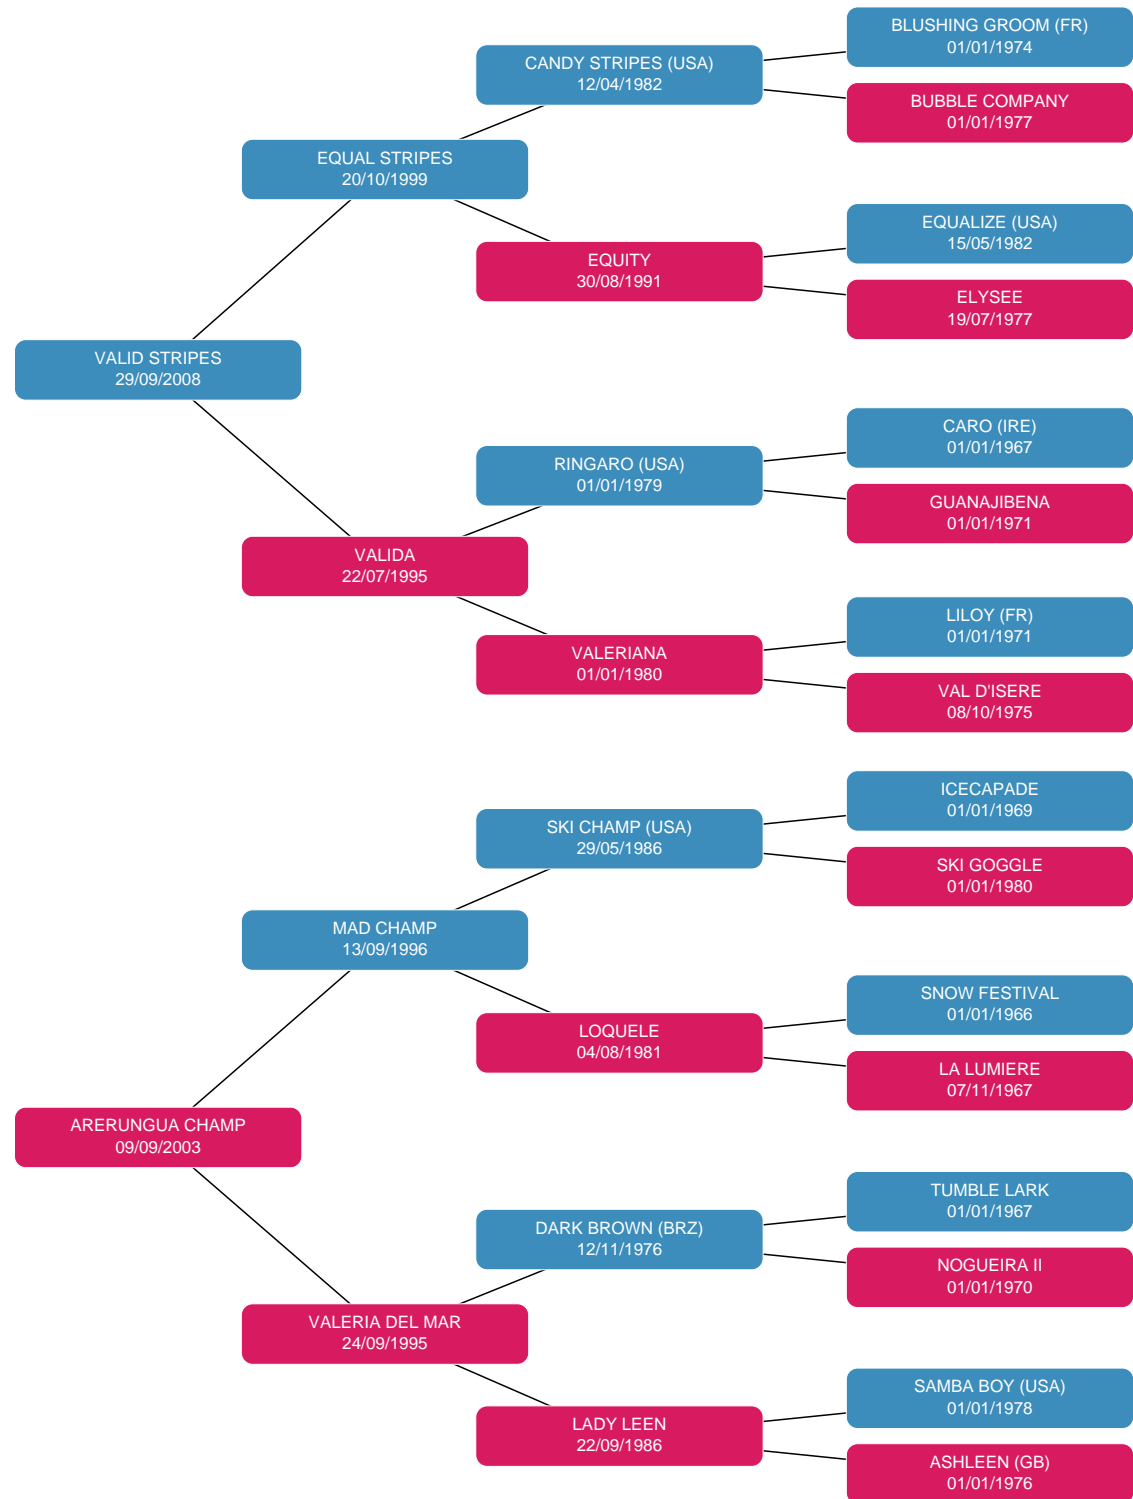 BLUSHING GROOM (FR)
01/01/1974
CANDY STRIPES (USA)
12/04/1982
BUBBLE COMPANY
01/01/1977
EQUAL STRIPES
20/10/1999
EQUALIZE (USA)
15/05/1982
EQUITY
30/08/1991
ELYSEE
19/07/1977
VALID STRIPES
29/09/2008
CARO (IRE)
01/01/1967
RINGARO (USA)
01/01/1979
GUANAJIBENA
01/01/1971
VALIDA
22/07/1995
LILOY (FR)
01/01/1971
VALERIANA
01/01/1980
VAL D'ISERE
08/10/1975
ICECAPADE
01/01/1969
SKI CHAMP (USA)
29/05/1986
SKI GOGGLE
01/01/1980
MAD CHAMP
13/09/1996
SNOW FESTIVAL
01/01/1966
LOQUELE
04/08/1981
LA LUMIERE
07/11/1967
ARERUNGUA CHAMP
09/09/2003
TUMBLE LARK
01/01/1967
DARK BROWN (BRZ)
12/11/1976
NOGUEIRA II
01/01/1970
VALERIA DEL MAR
24/09/1995
SAMBA BOY (USA)
01/01/1978
LADY LEEN
22/09/1986
ASHLEEN (GB)
01/01/1976